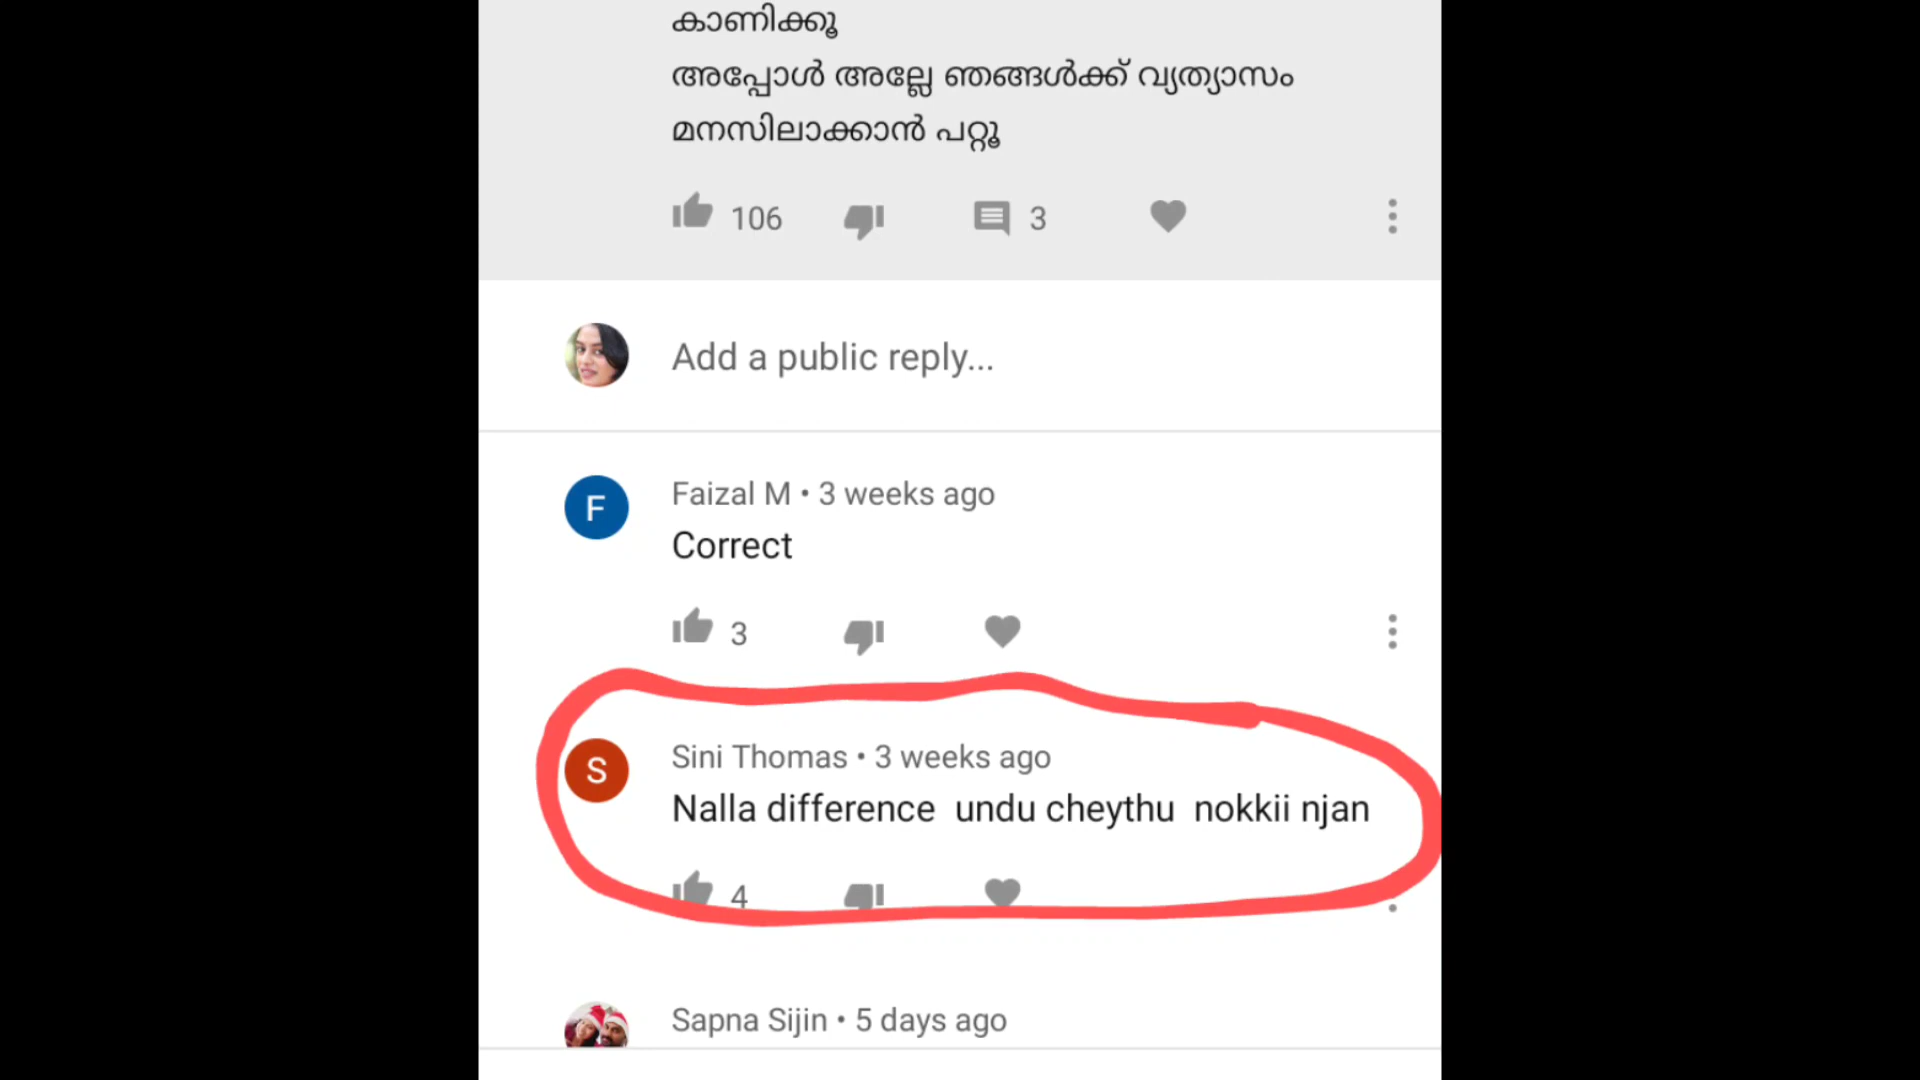 കാണിക്കൂ
അപ്പോൾ അല്ലേ ഞങ്ങൾക്ക് വ്യത്യാസം
മനസിലാക്കാൻ പറ്റൂ
106 3
Add a public reply...
F Faizal M • 3 weeks ago
Correct
3
S Sini Thomas • 3 weeks ago
Nalla difference undu cheythu nokkii njan
4
Sapna Sijin • 5 days ago